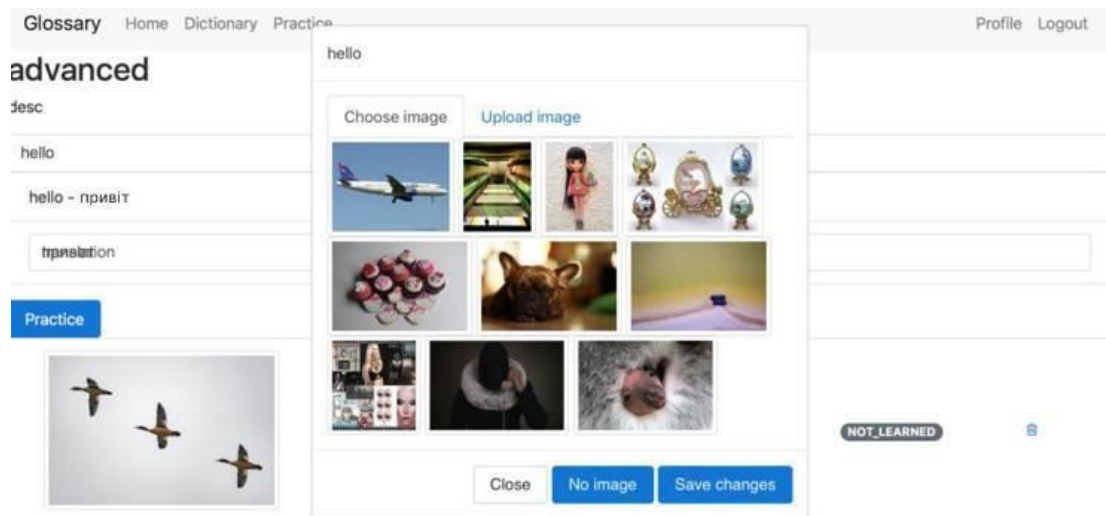 Glossary Home Dictionary Practice Profile Logout
advanced
desc
hello
hello - привіт
Practice
hello
Choose image Upload image
Close No image Save changes
NOT_LEARNED